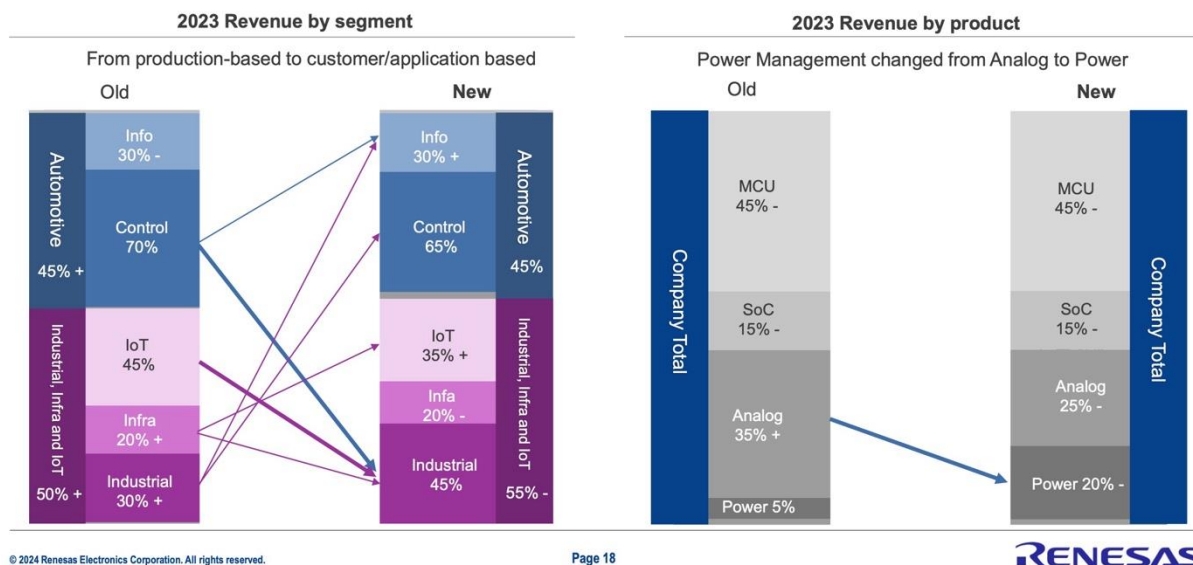 2023 Revenue by segment
From production-based to customer/application based
Old
New
Automotive
45% +
Info
30% -
Control
70%
Industrial, Infra and IoT
50% +
IoT
45%
Infra
20% +
Industrial
30% +
Info
30% +
Control
65%
Automotive
45%
IoT
35% +
Infa
20% -
Industrial
45%
Industrial, Infra and IoT
55% -
2023 Revenue by product
Power Management changed from Analog to Power
Old
New
Company Total
MCU
45% -
SoC
15% -
Analog
35% +
Power 5%
MCU
45% -
SoC
15% -
Analog
25% -
Power 20% -
Company Total
© 2024 Renesas Electronics Corporation. All rights reserved.
Page 18
RENESAS